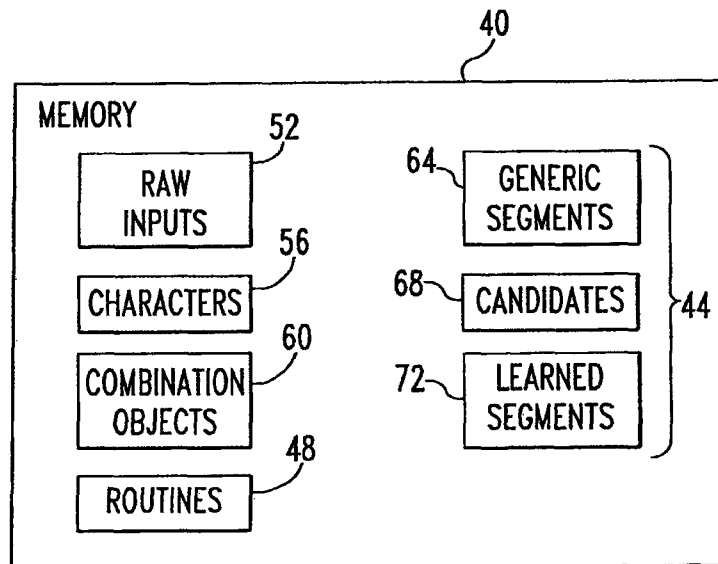 40
MEMORY
52
RAW
INPUTS
56
CHARACTERS
60
COMBINATION
OBJECTS
48
ROUTINES
64
GENERIC
SEGMENTS
68
CANDIDATES
72
LEARNED
SEGMENTS
44